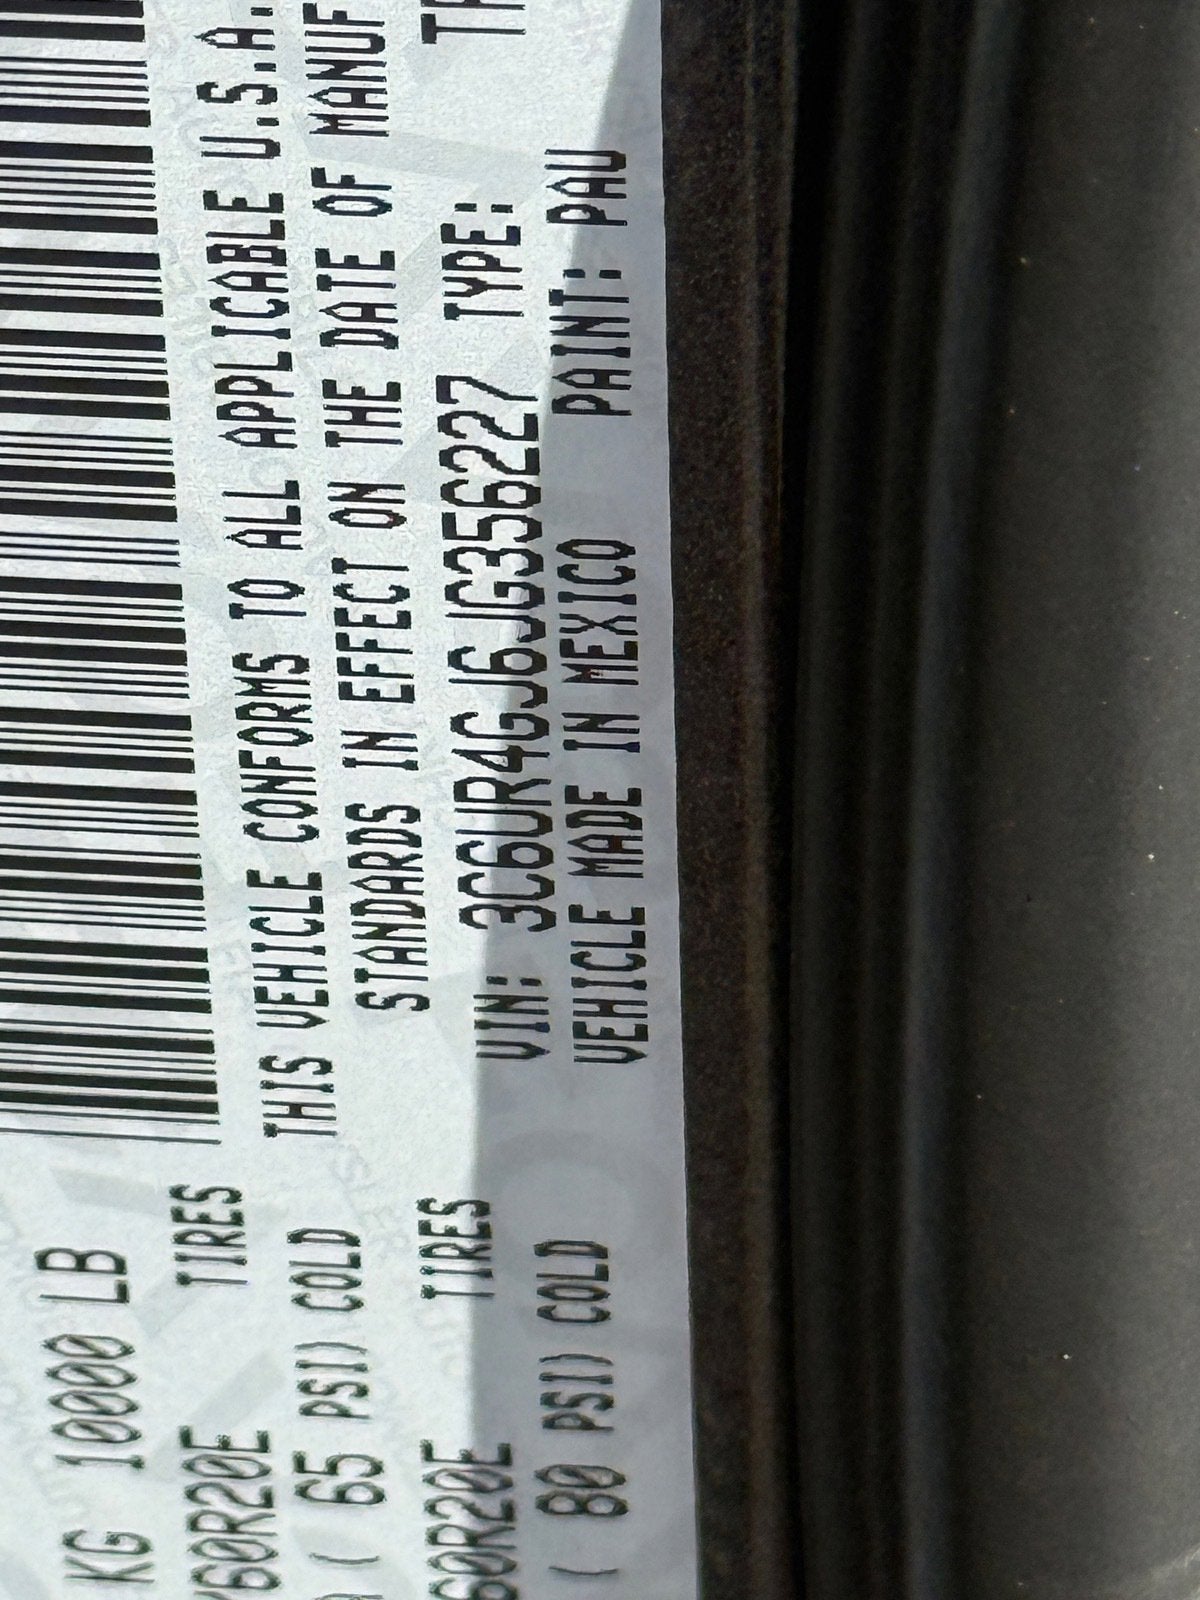 KG 10000 LB
60R20E TIRES
( 65 PSI) COLD
60R20E TIRES
( 80 PSI) COLD
THIS VEHICLE CONFORMS TO ALL APPLICABLE U.S.A.
STANDARDS IN EFFECT ON THE DATE OF MANUF
VIN: 3C6UR4GJ6JG356227 TYPE:
VEHICLE MADE IN MEXICO PAINT: PAU